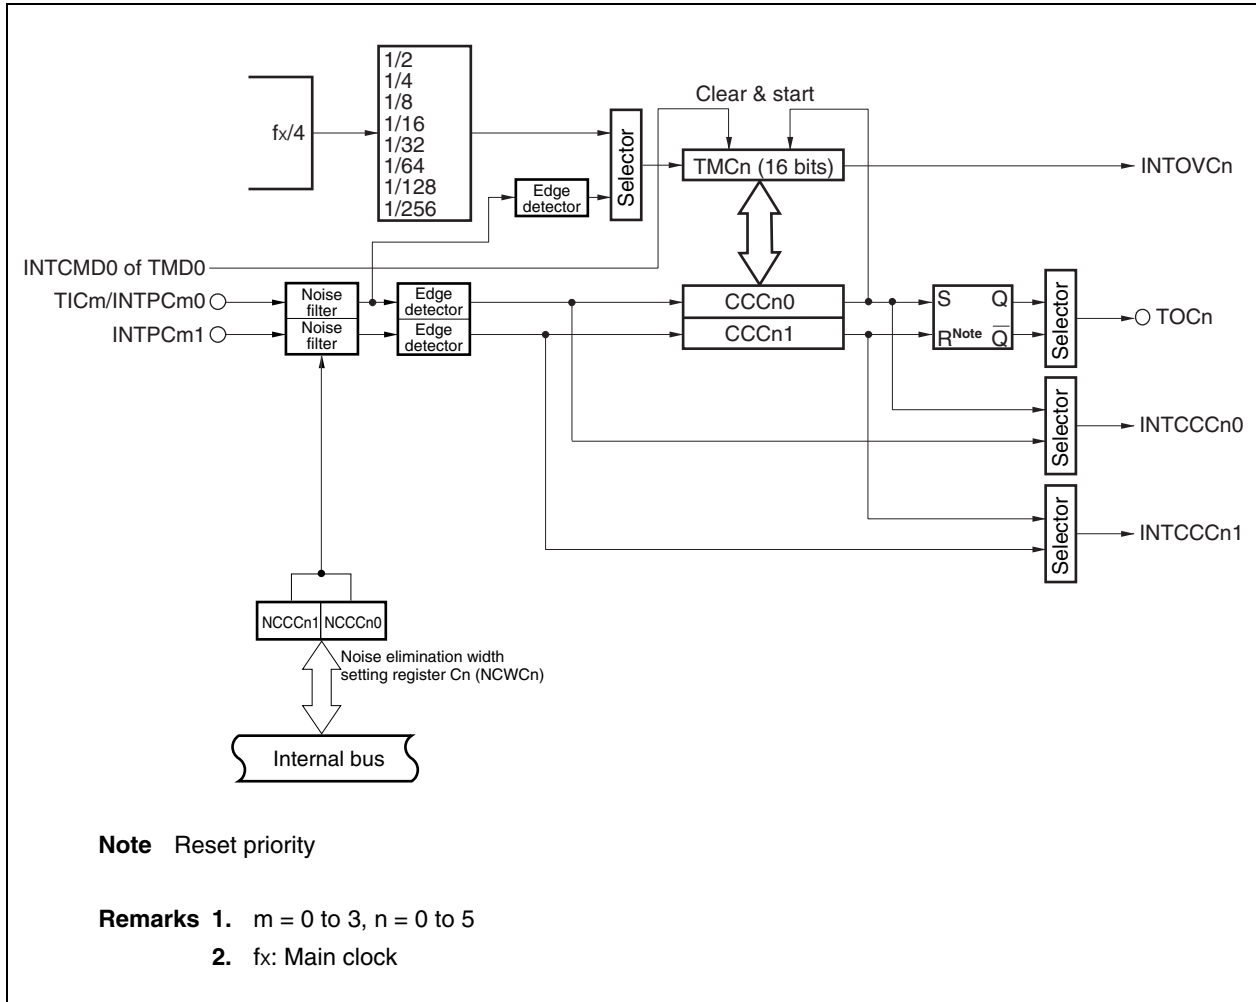 1/2
1/4
1/8
1/16
1/32
1/64
1/128
1/256
fx/4
Edge
detector
Selector
Clear & start
TMCn (16 bits)
INTOVCn
INTCMD0 of TMD0
TICm/INTPCm0
INTPCm1
Noise
filter
Noise
filter
Edge
detector
Edge
detector
CCCn0
CCCn1
S Q
RNote Q̅
Selector
TOCn
Selector
INTCCCn0
Selector
INTCCCn1
NCCCn1 NCCCn0
Noise elimination width
setting register Cn (NCWCn)
Internal bus
Note Reset priority
Remarks 1. m = 0 to 3, n = 0 to 5
2. fx: Main clock